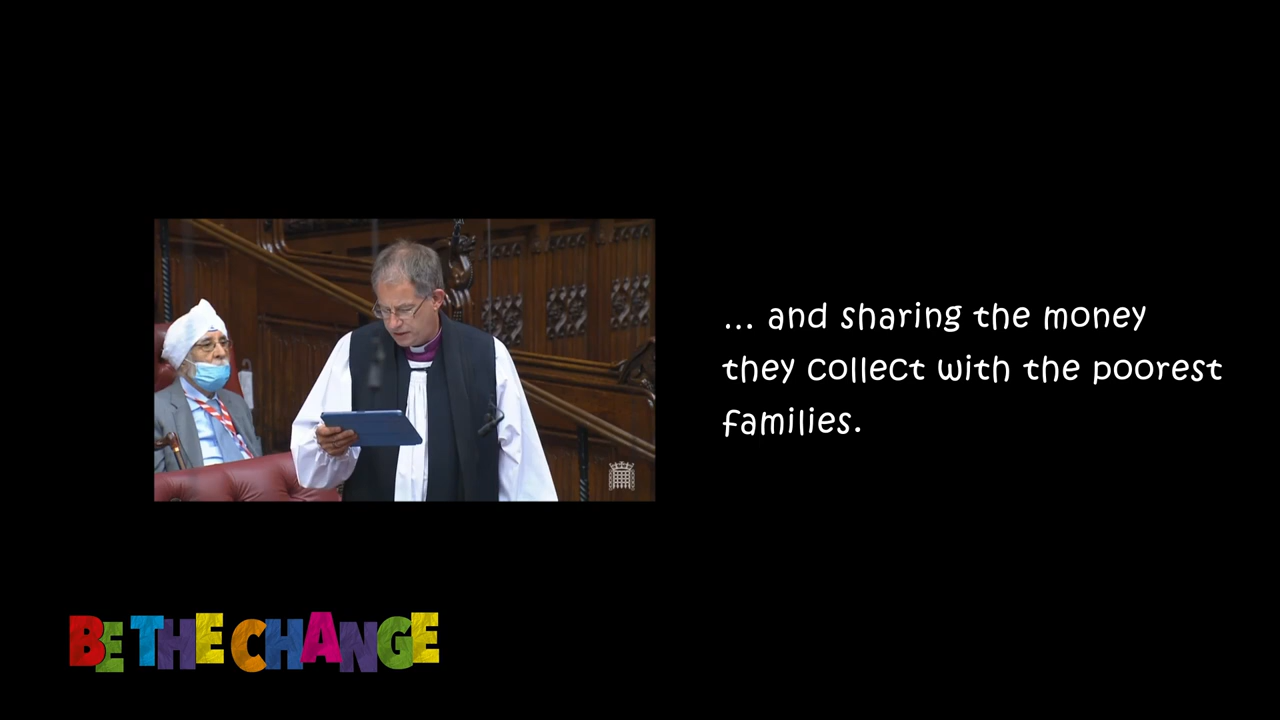 ... and sharing the money
they collect with the poorest
families.
BE THE CHANGE